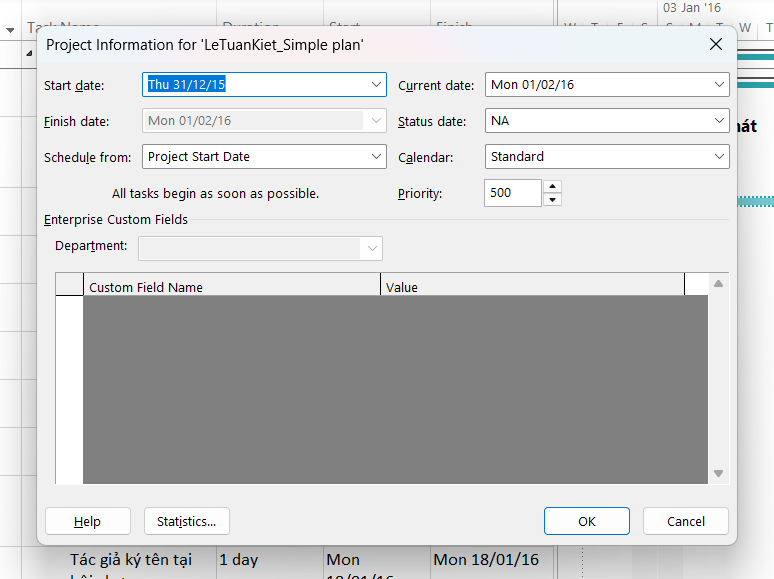 03 Jan '16
Task Name
Duration
Start
Finish
W T F S S M T W T
Project Information for 'LeTuanKiet_Simple plan'
Start date: Thu 31/12/15 Current date: Mon 01/02/16
Finish date: Mon 01/02/16 Status date: NA
Schedule from: Project Start Date Calendar: Standard
All tasks begin as soon as possible. Priority: 500
Enterprise Custom Fields
Department:
Custom Field Name Value
Help Statistics... OK Cancel
Tác giả ký tên tại 1 day Mon Mon 18/01/16